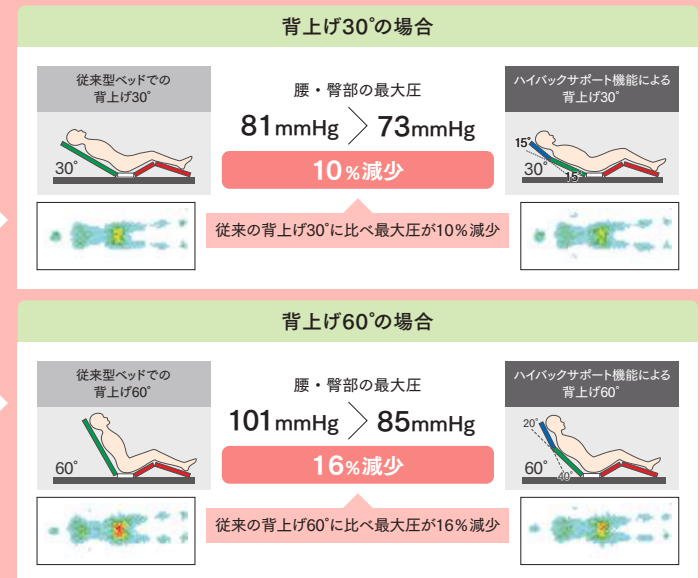 背上げ30°の場合
従来型ベッドでの
背上げ30°
30°
腰・臀部の最大圧
81mmHg＞73mmHg
10%減少
従来の背上げ30°に比べ最大圧が10%減少
ハイバックサポート機能による
背上げ30°
15°
30°
15°
背上げ60°の場合
従来型ベッドでの
背上げ60°
60°
腰・臀部の最大圧
101mmHg＞85mmHg
16%減少
従来の背上げ60°に比べ最大圧が16%減少
ハイバックサポート機能による
背上げ60°
20°
60°
40°